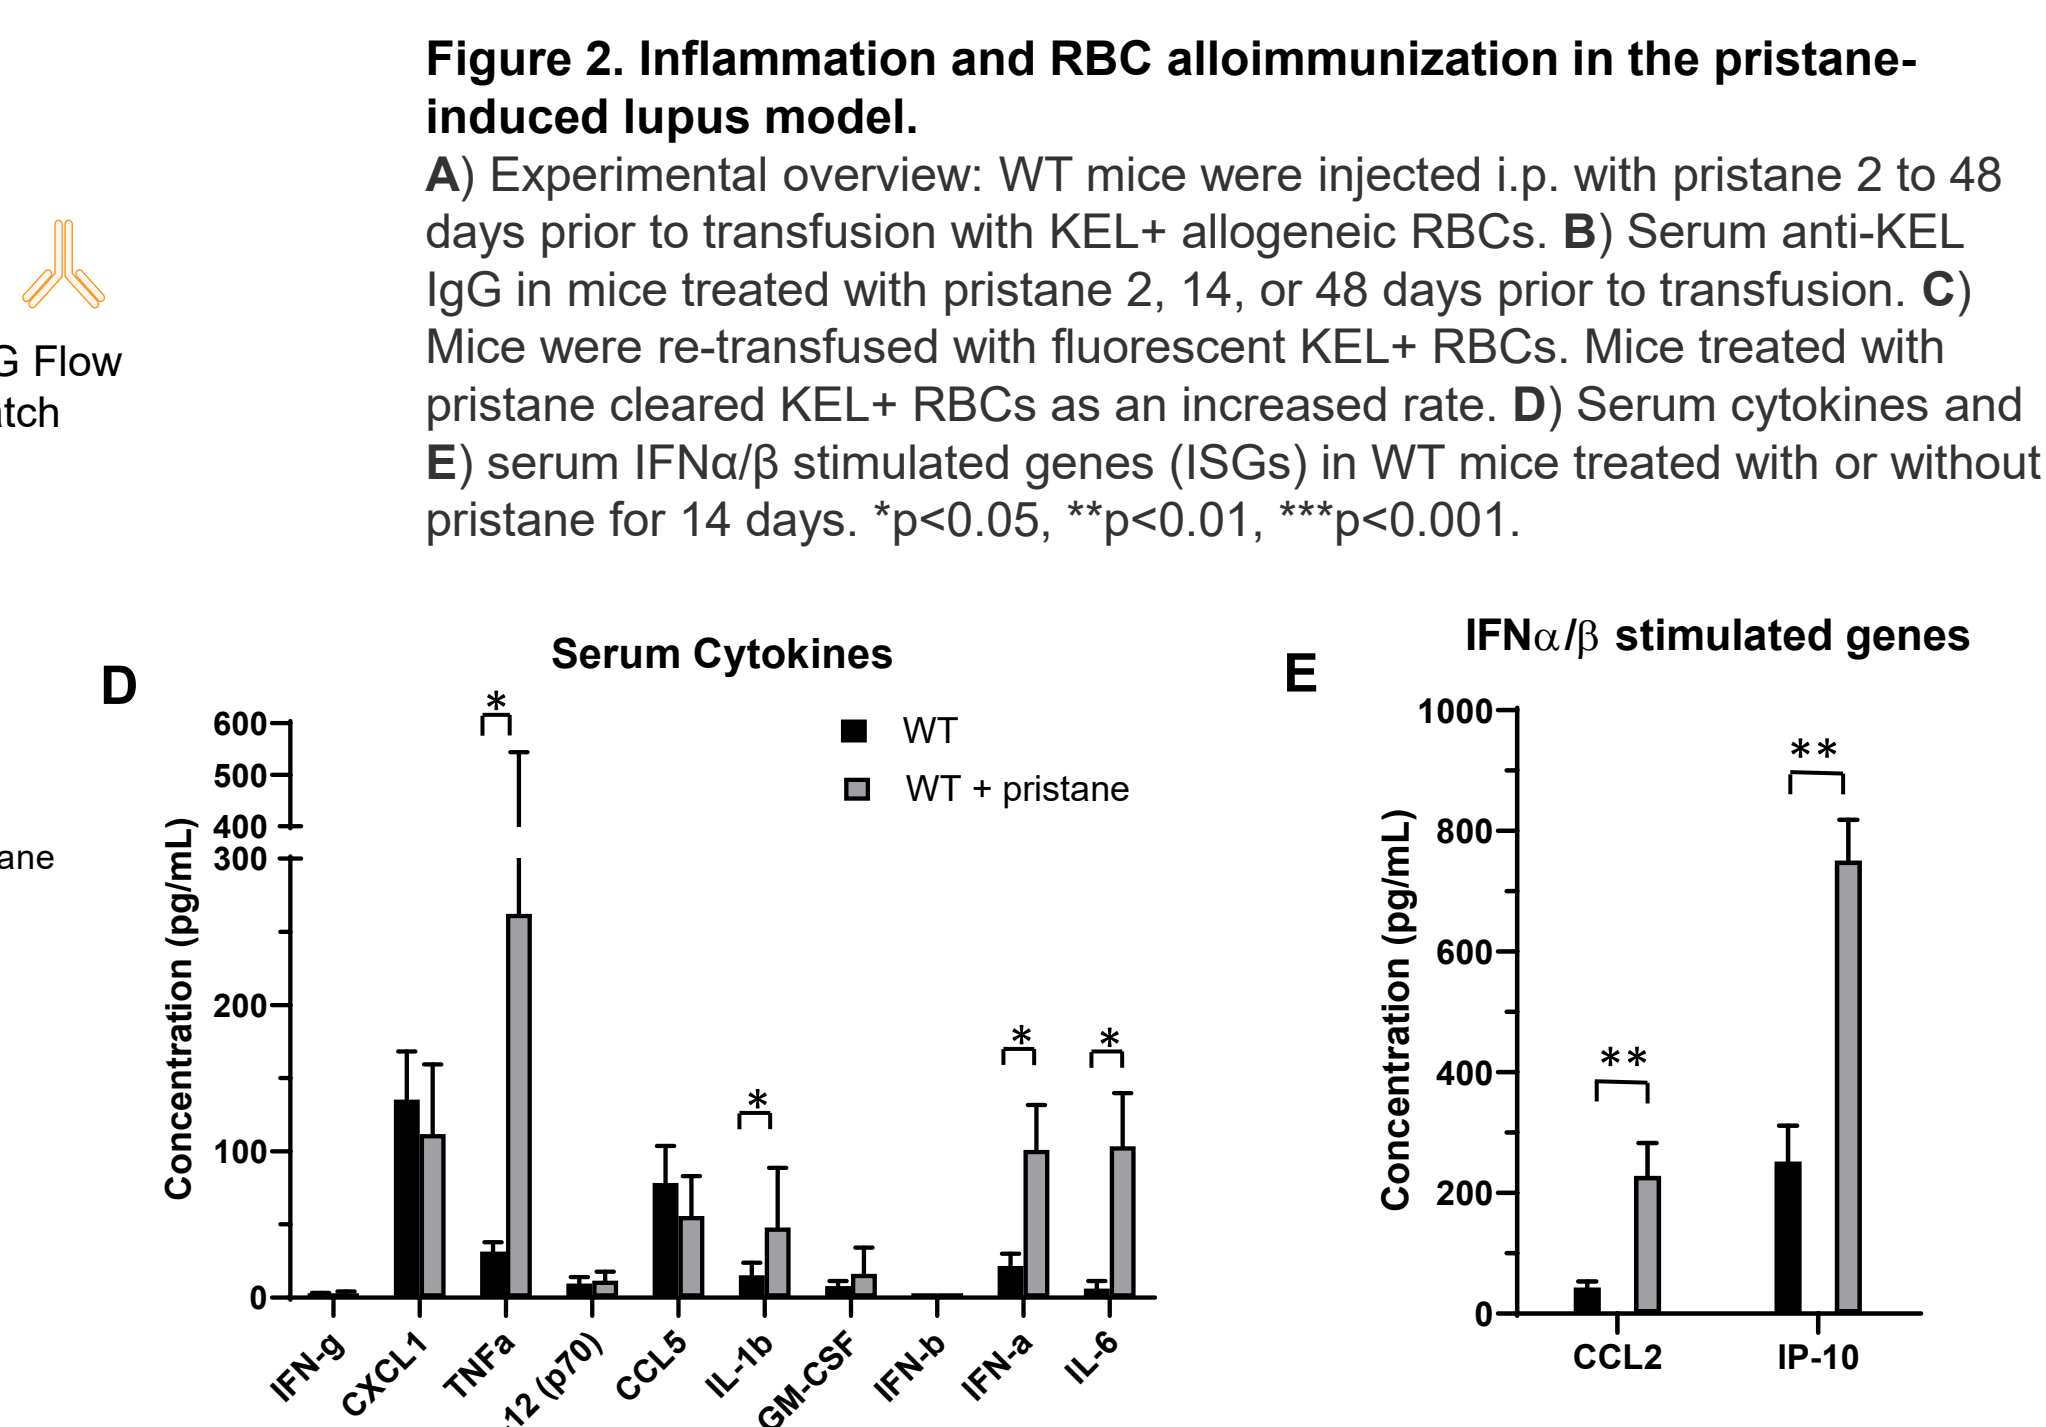 Figure 2. Inflammation and RBC alloimmunization in the pristane-
induced lupus model.
A) Experimental overview: WT mice were injected i.p. with pristane 2 to 48
days prior to transfusion with KEL+ allogeneic RBCs. B) Serum anti-KEL
IgG in mice treated with pristane 2, 14, or 48 days prior to transfusion. C)
Mice were re-transfused with fluorescent KEL+ RBCs. Mice treated with
pristane cleared KEL+ RBCs as an increased rate. D) Serum cytokines and
E) serum IFNα/β stimulated genes (ISGs) in WT mice treated with or without
pristane for 14 days. *p<0.05, **p<0.01, ***p<0.001.
G Flow
atch
ane
D
Serum Cytokines
Concentration (pg/mL)
600
500
400
300
200
100
0
*
*
*
*
WT
WT + pristane
IFN-g
CXCL1
TNFa
12 (p70)
CCL5
IL-1b
GM-CSF
IFN-b
IFN-a
IL-6
E
IFNα/β stimulated genes
Concentration (pg/mL)
1000
800
600
400
200
0
**
**
CCL2
IP-10